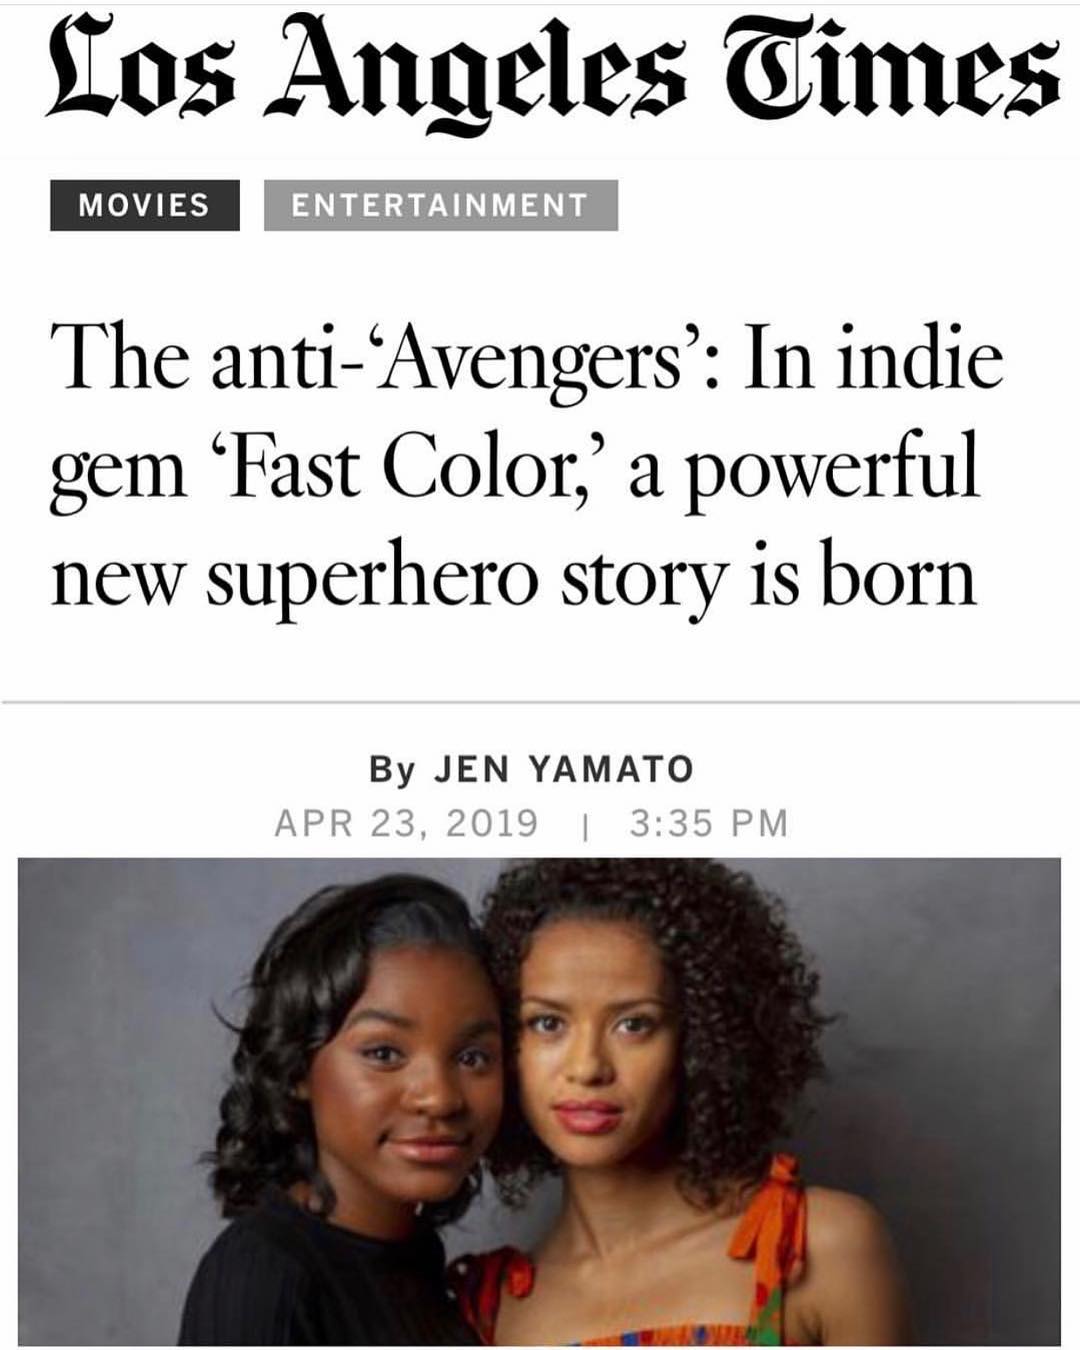 Los Angeles Times
MOVIES ENTERTAINMENT
The anti-‘Avengers’: In indie
gem ‘Fast Color,’ a powerful
new superhero story is born
By JEN YAMATO
APR 23, 2019 | 3:35 PM